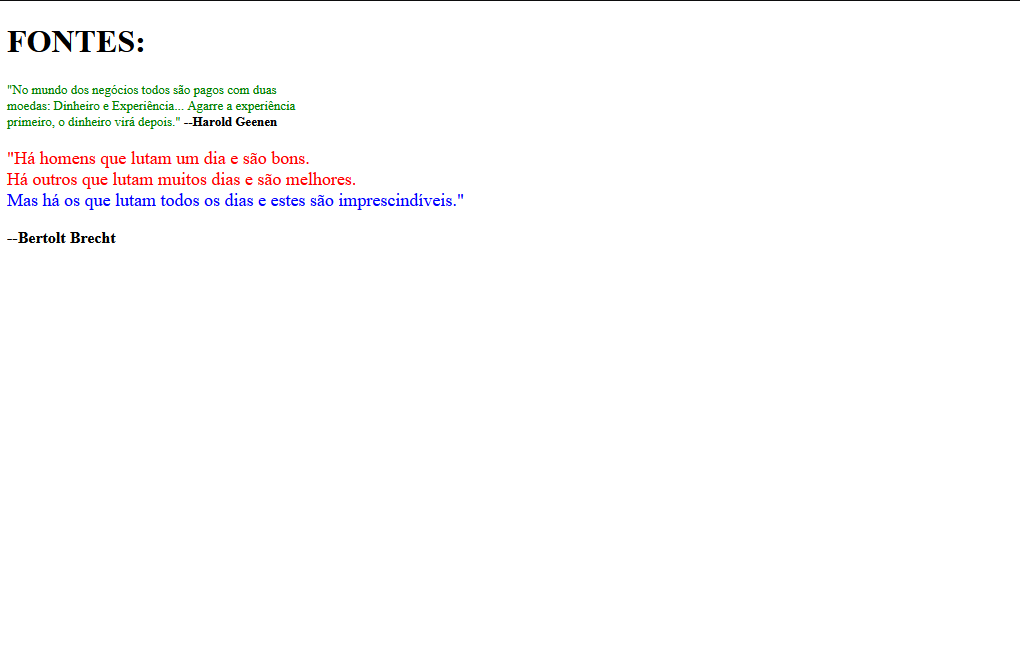 FONTES:
"No mundo dos negócios todos são pagos com duas
moedas: Dinheiro e Experiência... Agarre a experiência
primeiro, o dinheiro virá depois." --Harold Geenen
"Há homens que lutam um dia e são bons.
Há outros que lutam muitos dias e são melhores.
Mas há os que lutam todos os dias e estes são imprescindíveis."
--Bertolt Brecht